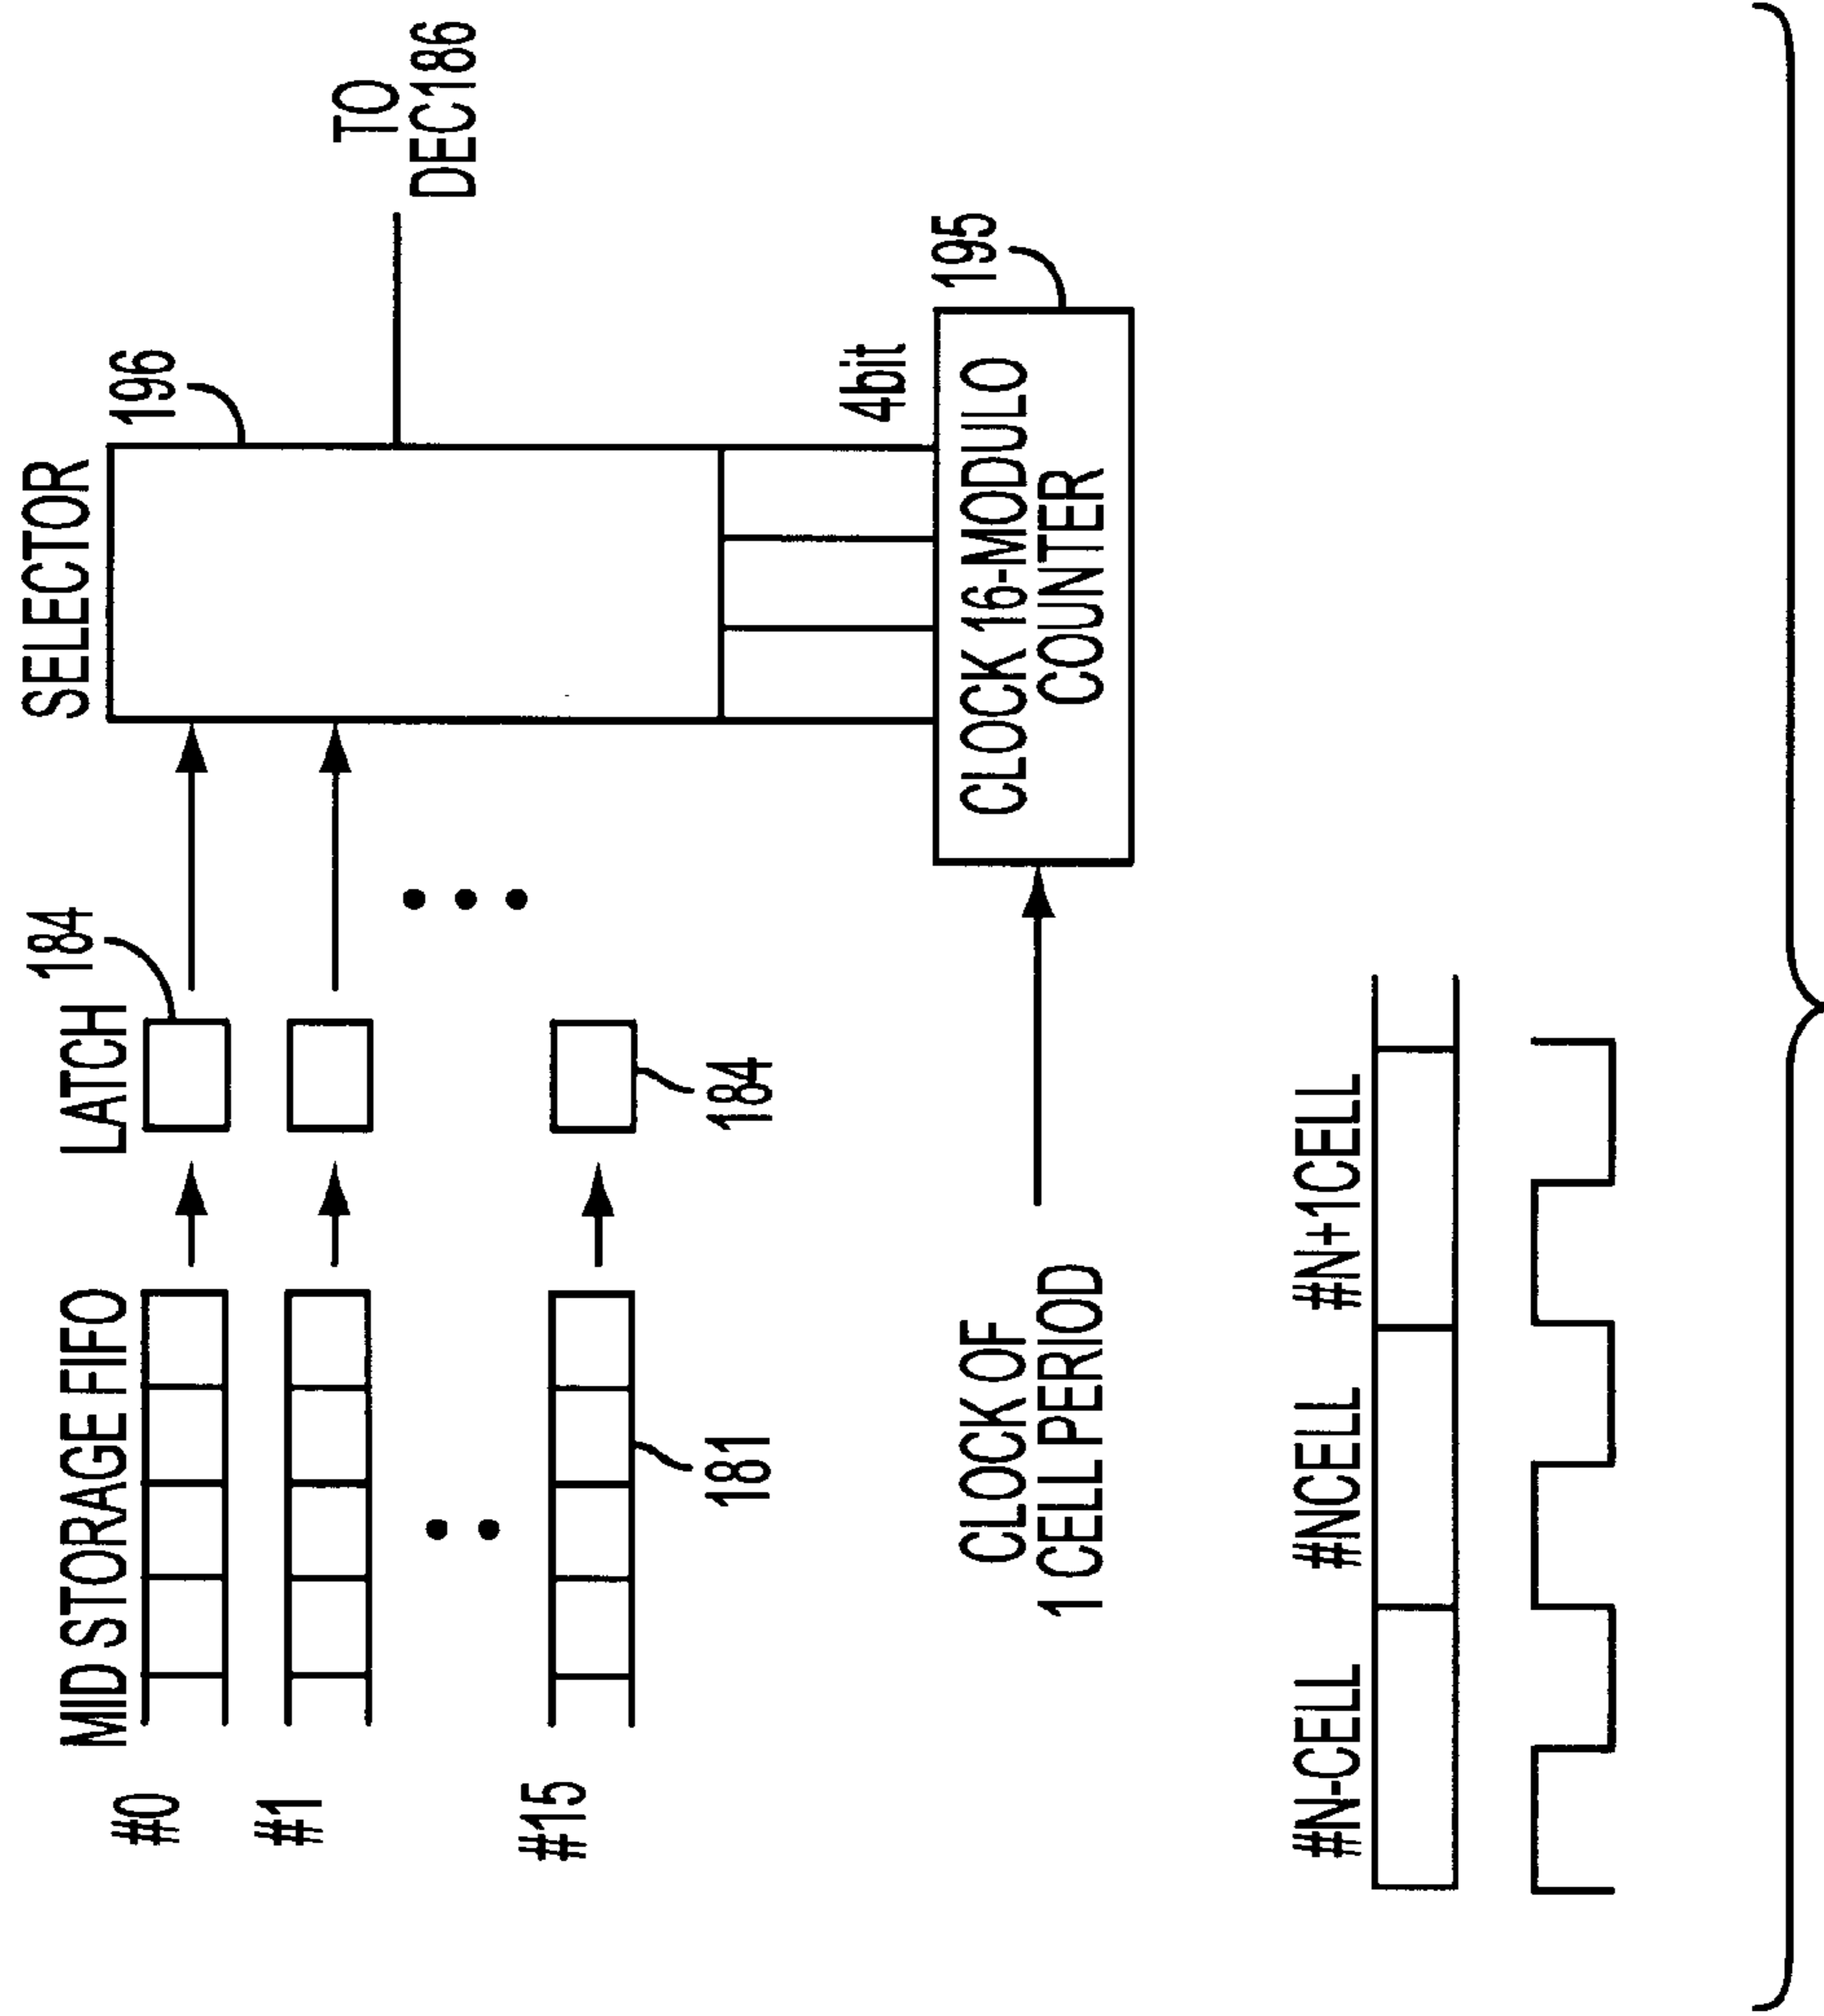 MID STORAGE FIFO
LATCH
184
SELECTOR
196
#0
#1
#15
181
184
TO
DEC186
4bit
195
CLOCK OF
1 CELL PERIOD
CLOCK 16-MODULO
COUNTER
#N-CELL
#NCELL
#N+1CELL